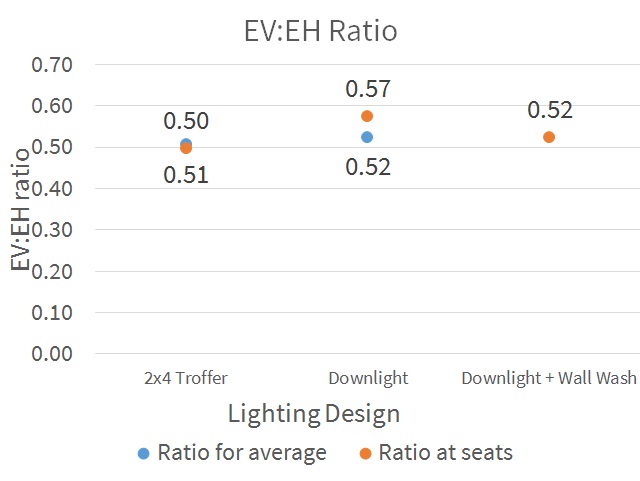 EV:EH Ratio
0.70
0.60
0.50
0.40
0.30
0.20
0.10
0.00
EV:EH ratio
0.50
0.51
0.57
0.52
0.52
2x4 Troffer
Downlight
Downlight + Wall Wash
Lighting Design
Ratio for average
Ratio at seats